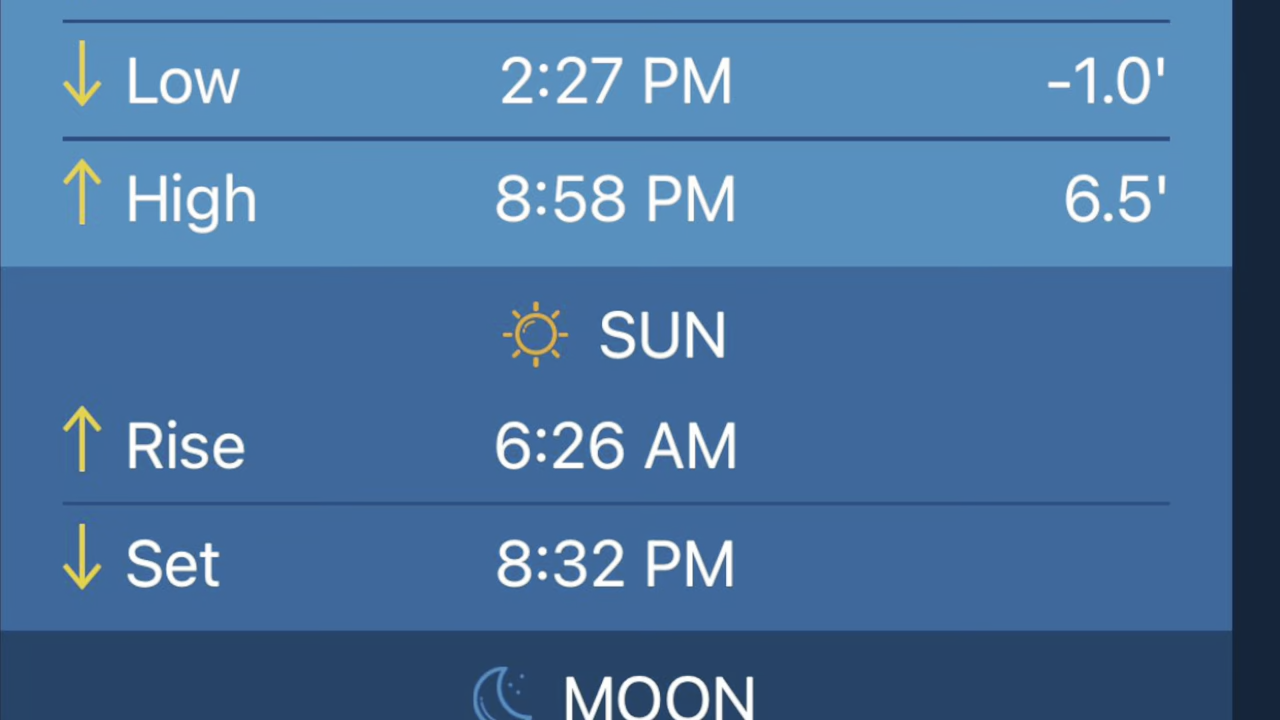 Low 2:27 PM -1.0'
High 8:58 PM 6.5'
SUN
Rise 6:26 AM
Set 8:32 PM
MOON